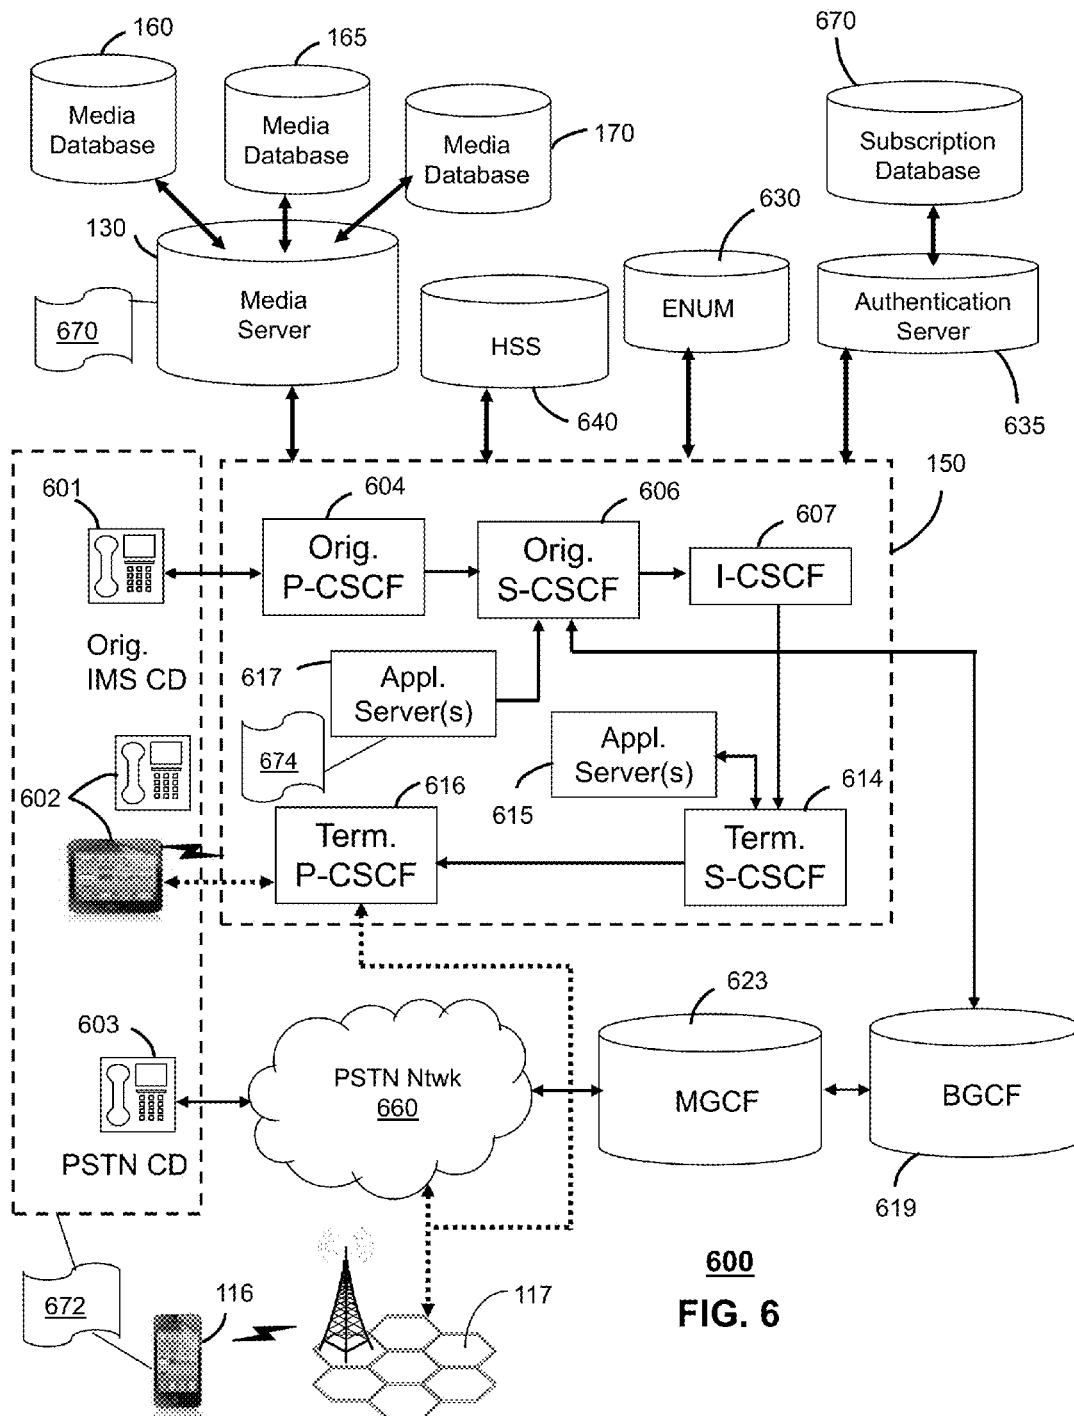 160
165
670
Media
Database
Media
Database
Media
Database
170
Subscription
Database
130
630
Media
Server
670
HSS
ENUM
Authentication
Server
640
635
601
604
606
607
150
Orig.
P-CSCF
Orig.
S-CSCF
I-CSCF
Orig.
IMS CD
617
Appl.
Server(s)
674
Appl.
Server(s)
602
616
615
614
Term.
P-CSCF
Term.
S-CSCF
603
623
PSTN Ntwk
660
MGCF
BGCF
PSTN CD
619
672
116
117
600
FIG. 6